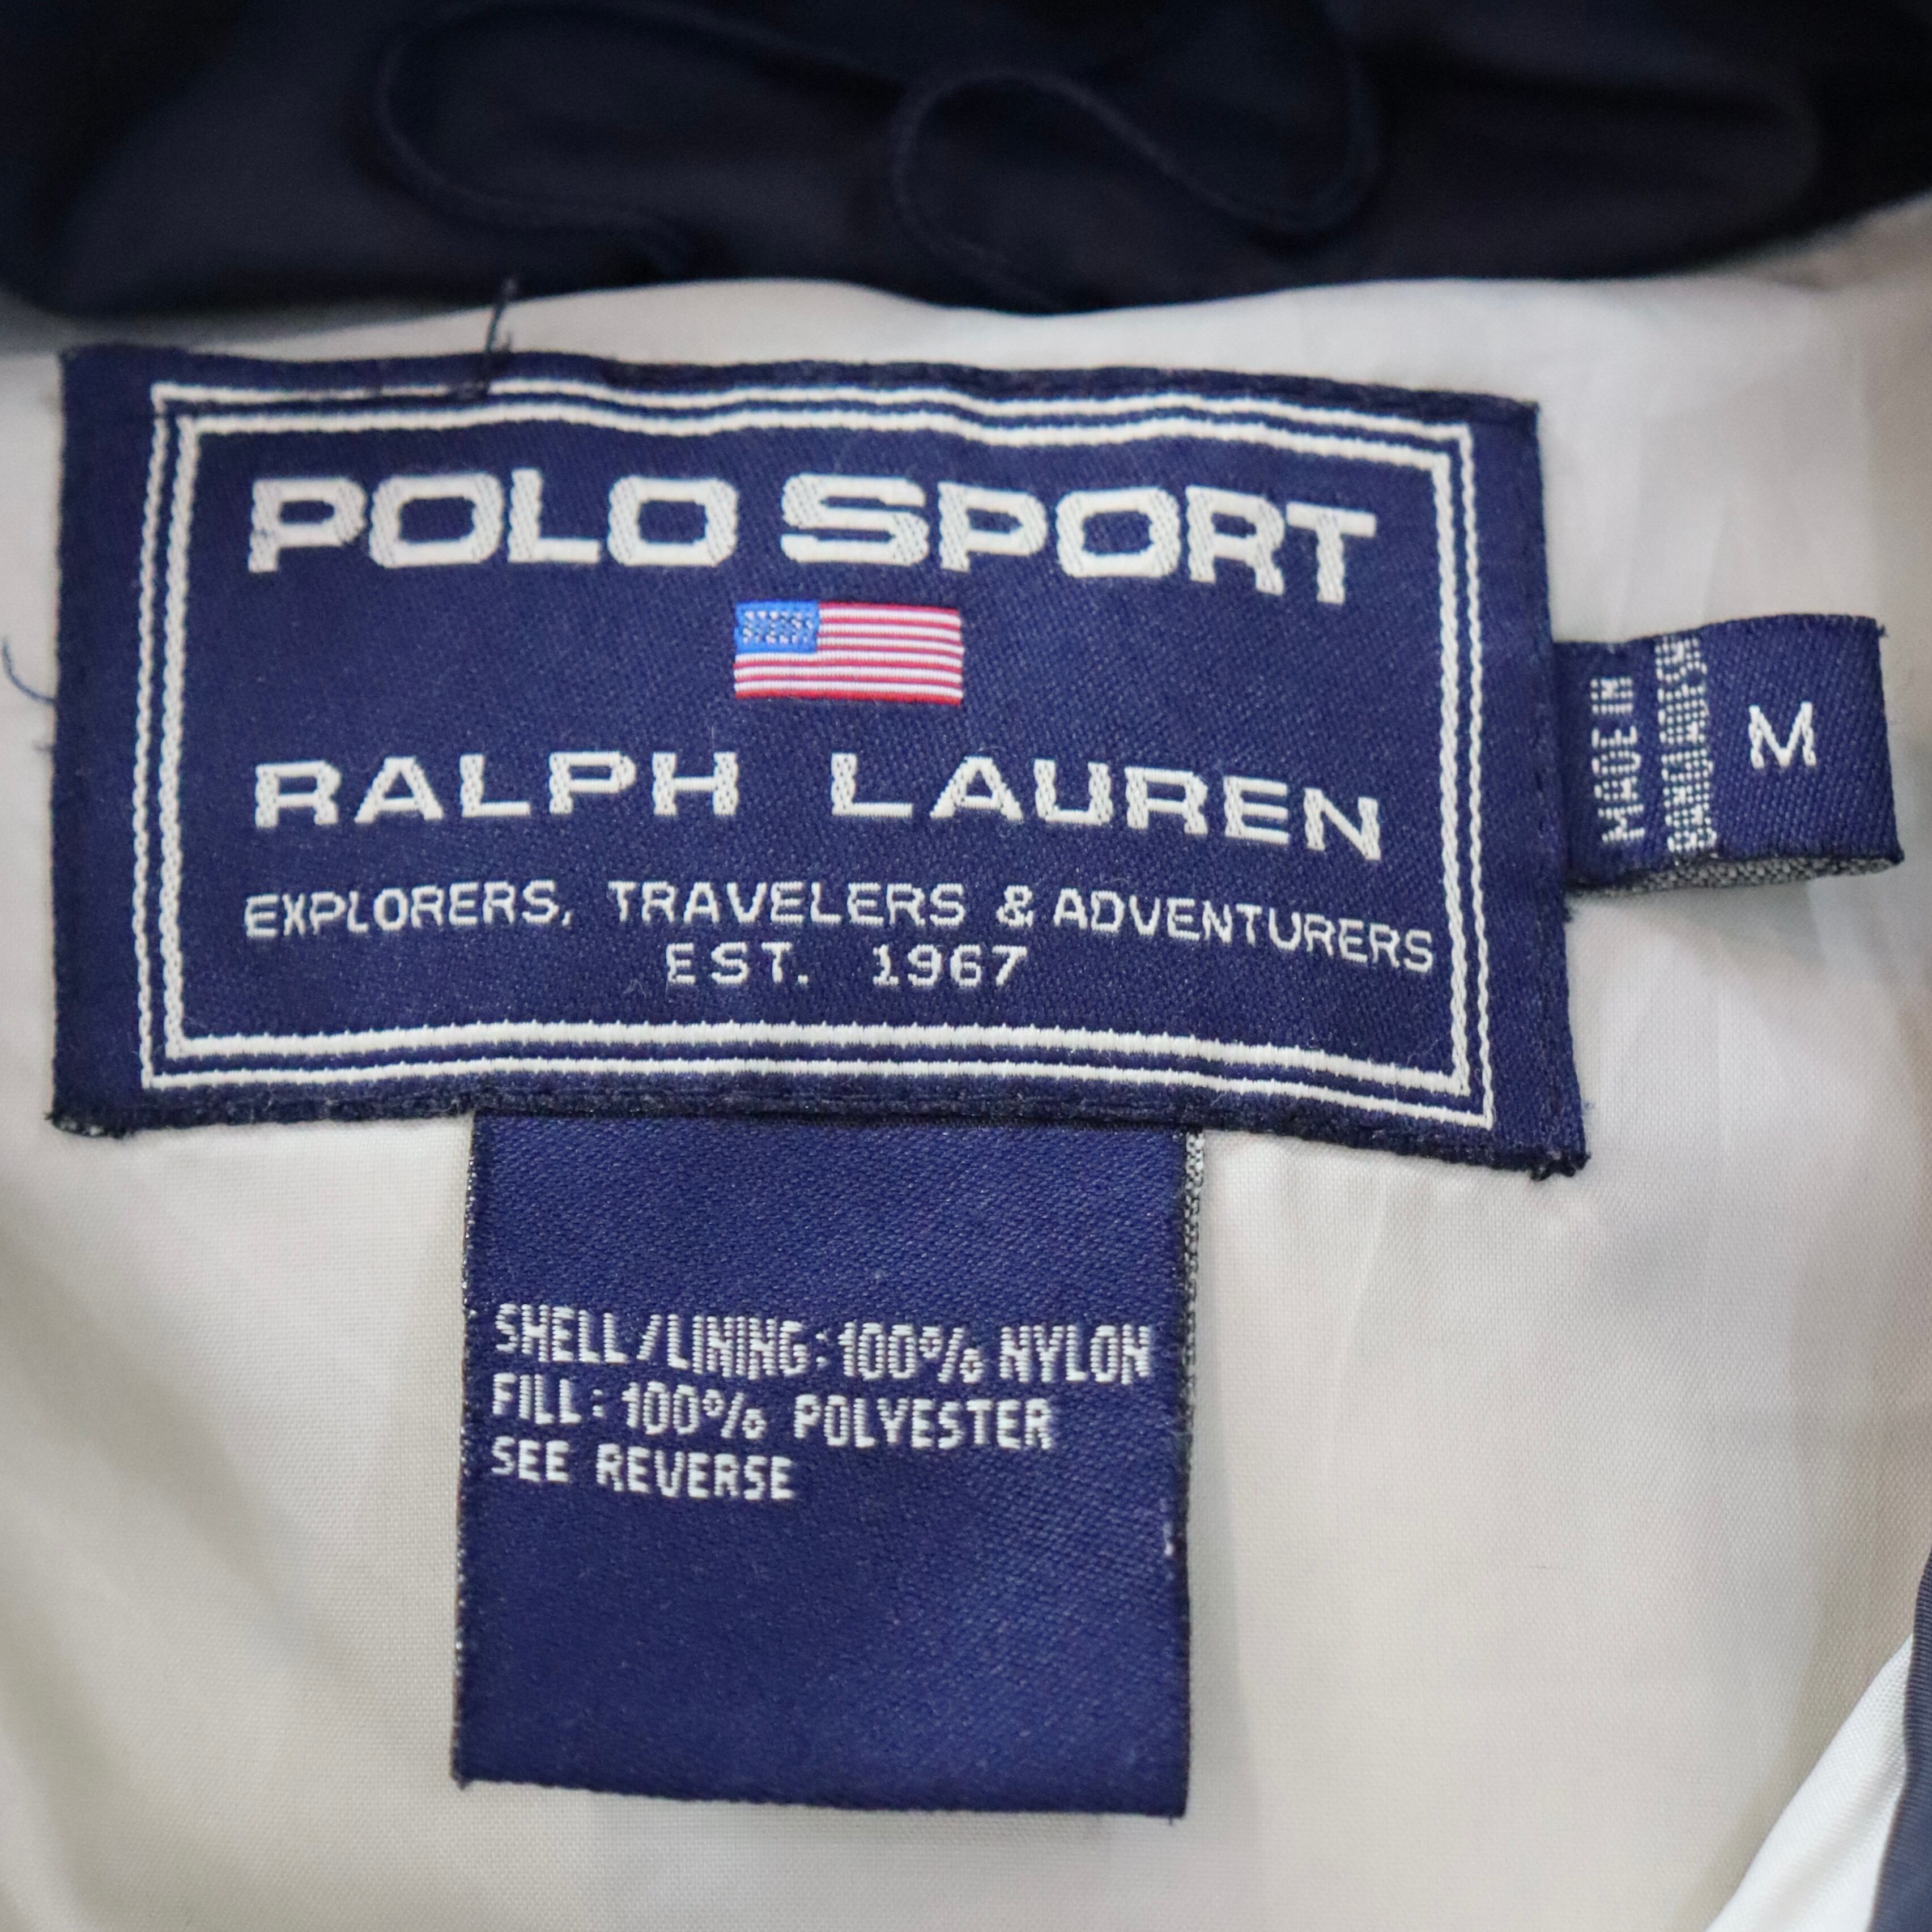 POLO SPORT
RALPH LAUREN
EXPLORERS, TRAVELERS & ADVENTURERS
EST. 1967
MADE IN
BANGLADESH
M
SHELL/LINING:100% NYLON
FILL: 100% POLYESTER
SEE REVERSE